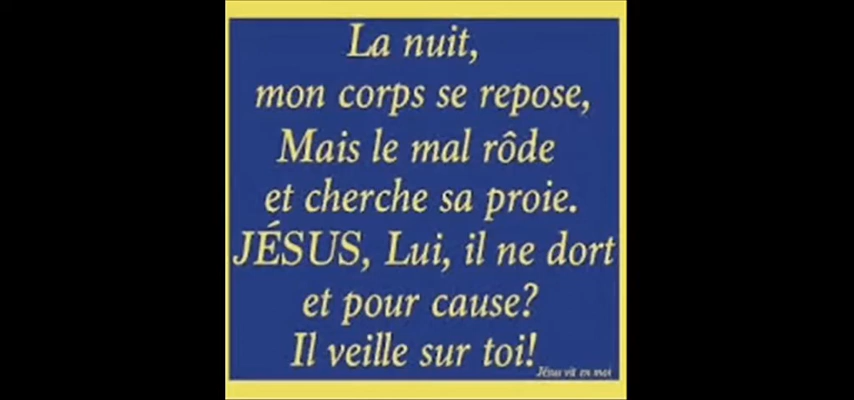 La nuit,
mon corps se repose,
Mais le mal rôde
et cherche sa proie.
JÉSUS, Lui, il ne dort
et pour cause?
Il veille sur toi!
Jésus vit en moi